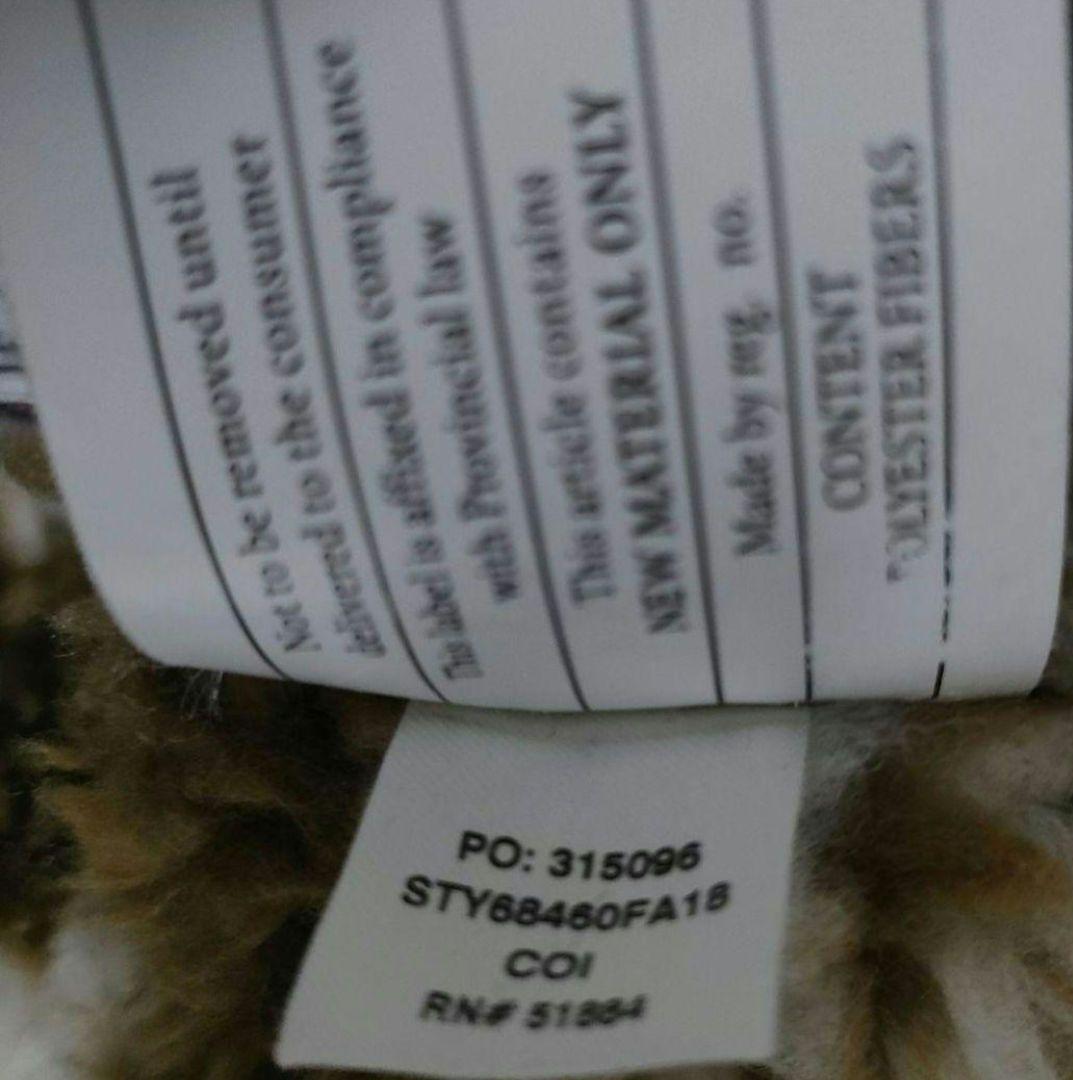 Not to be removed until
delivered to the consumer
This label is affixed in compliance
with Provincial law
This article contains
NEW MATERIAL ONLY
Made by reg. no.
CONTENT
POLYESTER FIBERS
PO: 315096
STY68460FA18
COI
RN# 51884